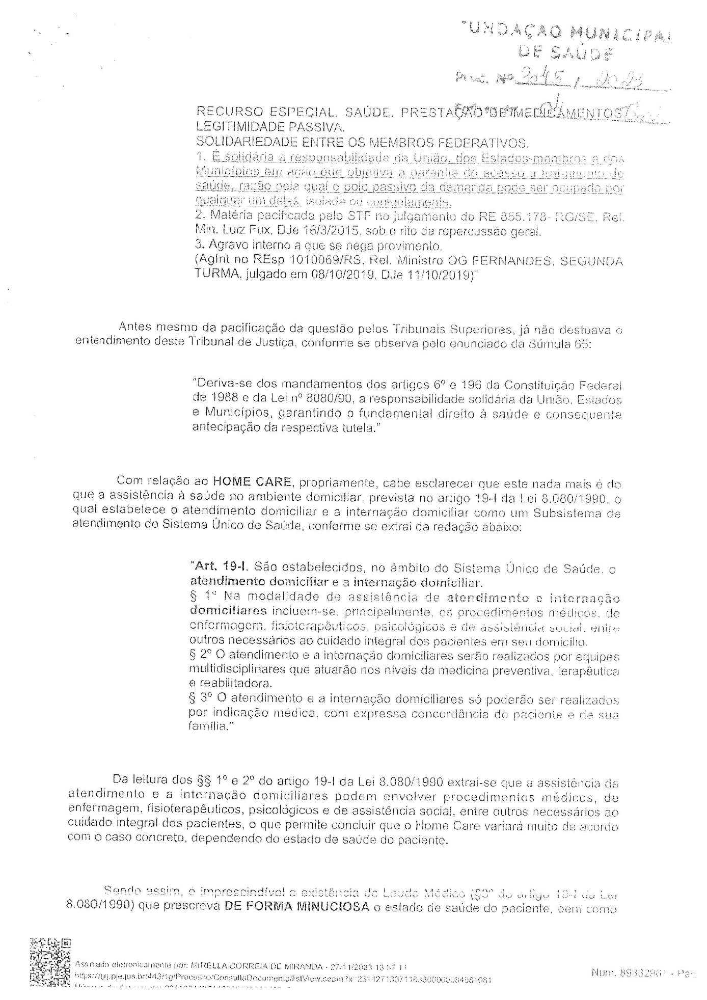 UNDAÇÃO MUNICIPAL
DE SAÚDE
Proc. Nº 2045 / 2023
RECURSO ESPECIAL. SAÚDE. PRESTAÇÃO DE MEDICAMENTOS
LEGITIMIDADE PASSIVA.
SOLIDARIEDADE ENTRE OS MEMBROS FEDERATIVOS.
1. É solidária a responsabilidade da União, dos Estados-membros e dos
Municípios em ação que objetiva a garantia do acesso a tratamento de
saúde, razão pela qual o polo passivo da demanda pode ser ocupado por
qualquer um deles, isolada ou conjuntamente.
2. Matéria pacificada pelo STF no julgamento do RE 855.178- RG/SE, Rel.
Min. Luiz Fux, DJe 16/3/2015, sob o rito da repercussão geral.
3. Agravo interno a que se nega provimento.
(AgInt no REsp 1010069/RS, Rel. Ministro OG FERNANDES, SEGUNDA
TURMA, julgado em 08/10/2019, DJe 11/10/2019)"
Antes mesmo da pacificação da questão pelos Tribunais Superiores, já não destoava o
entendimento deste Tribunal de Justiça, conforme se observa pelo enunciado da Súmula 65:
"Deriva-se dos mandamentos dos artigos 6º e 196 da Constituição Federal
de 1988 e da Lei nº 8080/90, a responsabilidade solidária da União, Estados
e Municípios, garantindo o fundamental direito à saúde e consequente
antecipação da respectiva tutela."
Com relação ao HOME CARE, propriamente, cabe esclarecer que este nada mais é do
que a assistência à saúde no ambiente domiciliar, prevista no artigo 19-I da Lei 8.080/1990, o
qual estabelece o atendimento domiciliar e a internação domiciliar como um Subsistema de
atendimento do Sistema Único de Saúde, conforme se extrai da redação abaixo:
"Art. 19-I. São estabelecidos, no âmbito do Sistema Único de Saúde, o
atendimento domiciliar e a internação domiciliar.
§ 1º Na modalidade de assistência de atendimento e internação
domiciliares incluem-se, principalmente, os procedimentos médicos, de
enfermagem, fisioterapêuticos, psicológicos e de assistência social, entre
outros necessários ao cuidado integral dos pacientes em seu domicílio.
§ 2º O atendimento e a internação domiciliares serão realizados por equipes
multidisciplinares que atuarão nos níveis da medicina preventiva, terapêutica
e reabilitadora.
§ 3º O atendimento e a internação domiciliares só poderão ser realizados
por indicação médica, com expressa concordância do paciente e de sua
família."
Da leitura dos §§ 1º e 2º do artigo 19-I da Lei 8.080/1990 extrai-se que a assistência de
atendimento e a internação domiciliares podem envolver procedimentos médicos, de
enfermagem, fisioterapêuticos, psicológicos e de assistência social, entre outros necessários ao
cuidado integral dos pacientes, o que permite concluir que o Home Care variará muito de acordo
com o caso concreto, dependendo do estado de saúde do paciente.
Sendo assim, é imprescindível a existência de Laudo Médico (§3º do artigo 19-I da Lei
8.080/1990) que prescreva DE FORMA MINUCIOSA o estado de saúde do paciente, bem como
Assinado eletronicamente por: MIRELLA CORREIA DE MIRANDA - 27/11/2023 13:37:11
https://tjrj.pje.jus.br:443/1g/Processo/ConsultaDocumento/listView.seam?x=23112713371163300000084981081
Num. 89332961 - Pág.